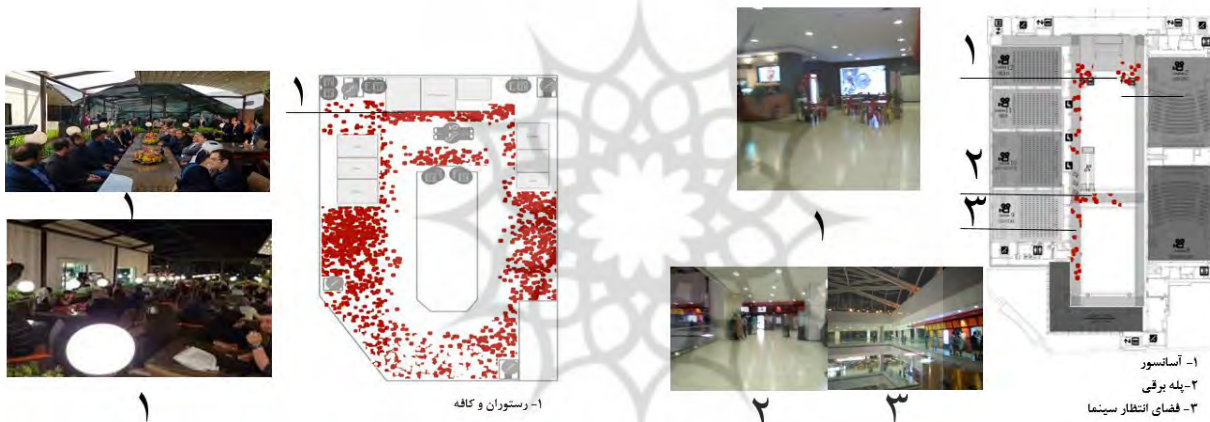 ۱
۲
۳
۱
۱
۱
۱
۲
۳
۱- رستوران و کافه
۱- آسانسور
۲-پله برقی
۳- فضای انتظار سینما